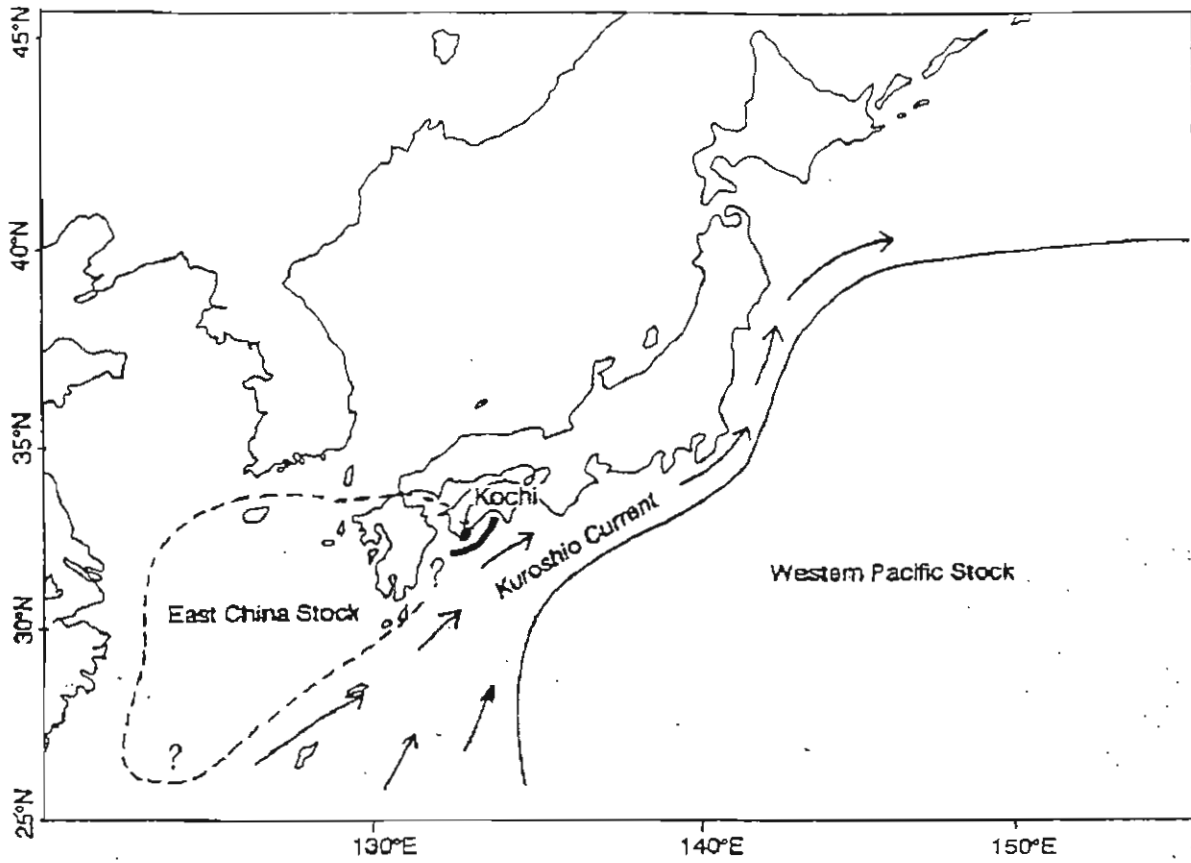 45°N
40°N
35°N
30°N
25°N
Kochi
?
Kuroshio Current
Western Pacific Stock
East China Stock
?
130°E
140°E
150°E